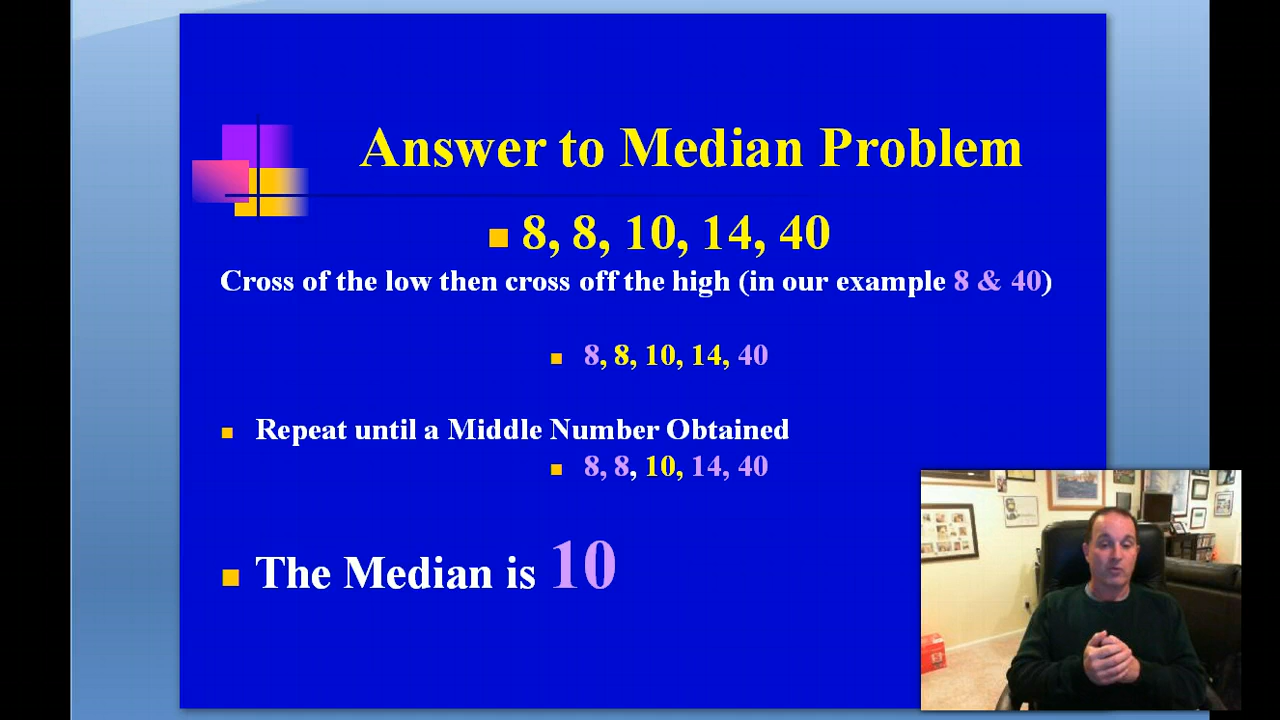 Answer to Median Problem
8, 8, 10, 14, 40
Cross of the low then cross off the high (in our example 8 & 40)
8, 8, 10, 14, 40
Repeat until a Middle Number Obtained
8, 8, 10, 14, 40
The Median is 10